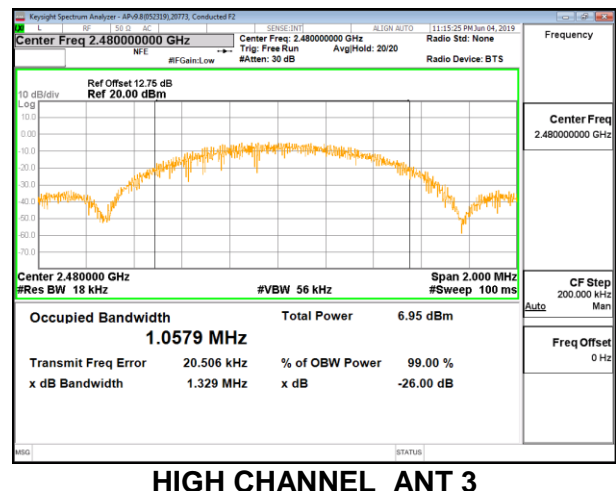 Keysight Spectrum Analyzer - APv9.8(052319),20773, Conducted F2
L RF 50 Ω AC SENSE:INT ALIGN AUTO 11:15:25 PM Jun 04, 2019
Center Freq 2.480000000 GHz Center Freq: 2.480000000 GHz Radio Std: None Frequency
NFE Trig: Free Run Avg|Hold: 20/20
#IFGain:Low #Atten: 30 dB Radio Device: BTS
Ref Offset 12.75 dB
10 dB/div Ref 20.00 dBm
Log
10.0
0.00
-10.0
-20.0
-30.0
-40.0
-50.0
-60.0
-70.0
Center Freq
2.480000000 GHz
Center 2.480000 GHz Span 2.000 MHz
#Res BW 18 kHz #VBW 56 kHz #Sweep 100 ms
CF Step
200.000 kHz
Auto Man
Occupied Bandwidth Total Power 6.95 dBm
1.0579 MHz
Freq Offset
0 Hz
Transmit Freq Error 20.506 kHz % of OBW Power 99.00 %
x dB Bandwidth 1.329 MHz x dB -26.00 dB
MSG STATUS
HIGH CHANNEL ANT 3